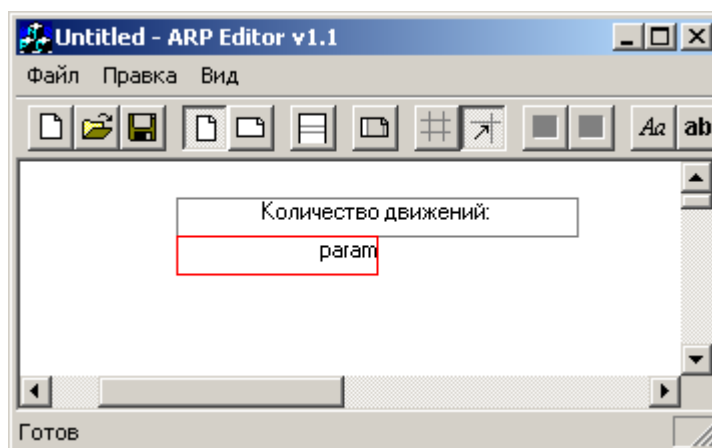 Untitled - ARP Editor v1.1
Файл Правка Вид
Aa ab
Количество движений:
param
Готов